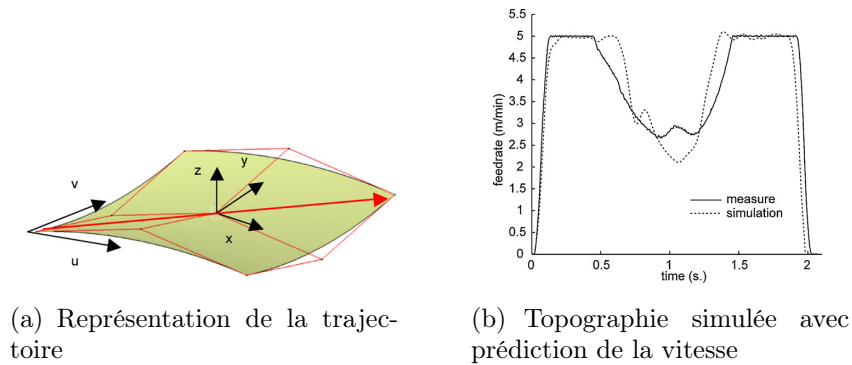 z
y
v
x
u
5.5
5
4.5
4
3.5
3
2.5
2
1.5
1
0.5
0
feedrate (m/min)
measure
simulation
0
0.5
1
1.5
2
time (s.)
(a) Représentation de la trajec-
toire
(b) Topographie simulée avec
prédiction de la vitesse